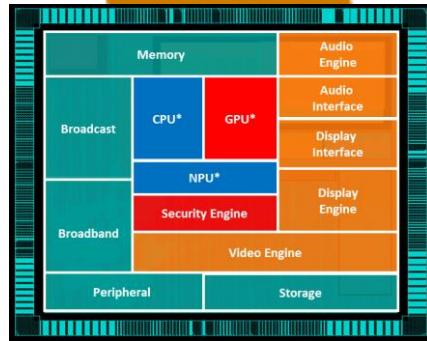 Memory
Audio
Engine
Broadcast
CPU*
GPU*
Audio
Interface
Display
Interface
NPU*
Display
Engine
Security Engine
Broadband
Video Engine
Peripheral
Storage